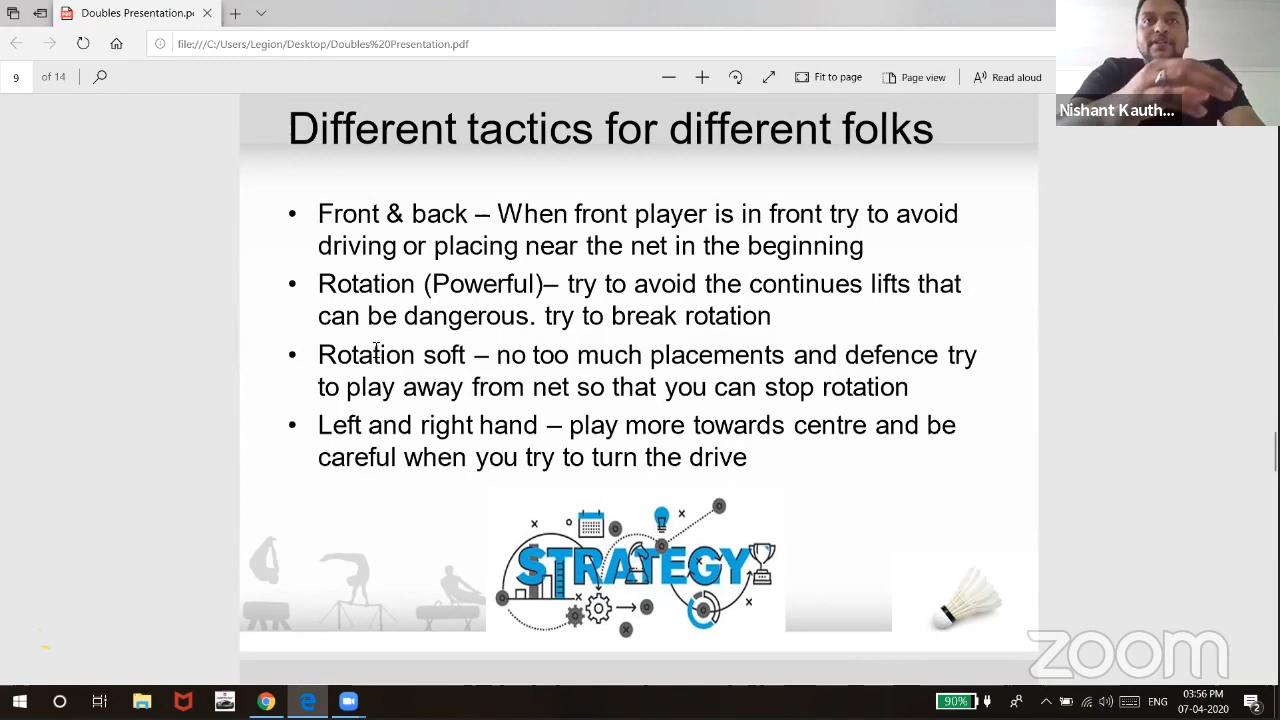 Doubles Presentation.pc
file:///C:/Users/Legion/Desktop/Doubles%20Presentation.pdf
9 of 14
Fit to page
Page view
Read aloud
Nishant Kauth...
Different tactics for different folks
• Front & back – When front player is in front try to avoid
driving or placing near the net in the beginning
• Rotation (Powerful)– try to avoid the continues lifts that
can be dangerous. try to break rotation
• Rotation soft – no too much placements and defence try
to play away from net so that you can stop rotation
• Left and right hand – play more towards centre and be
careful when you try to turn the drive
STRATEGY
zoom
90%
ENG
03:56 PM
07-04-2020
2